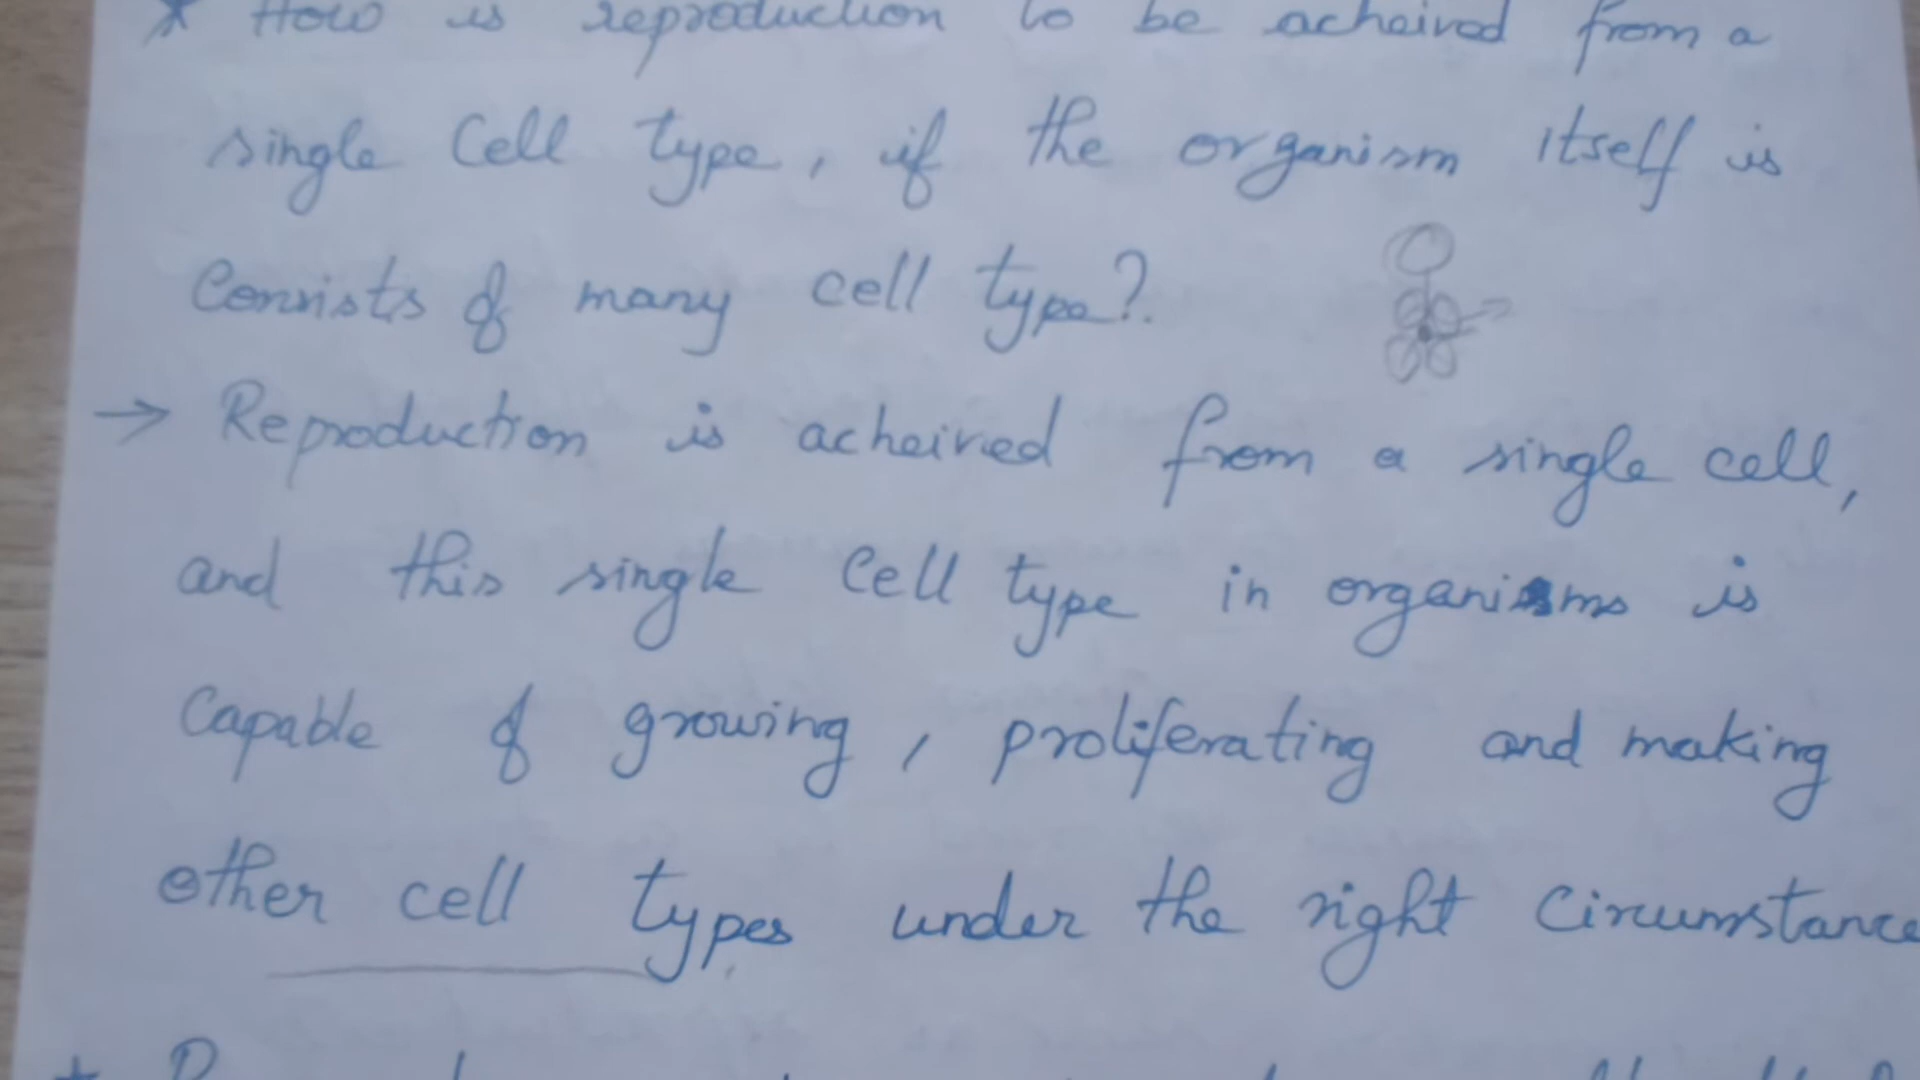 * How is reproduction to be acheived from a
single cell type, if the organism itself is
Consists of many cell type?
→ Reproduction is acheived from a single cell,
and this single cell type in organisms is
Capable of growing, proliferating and making
other cell types under the right Circumstance